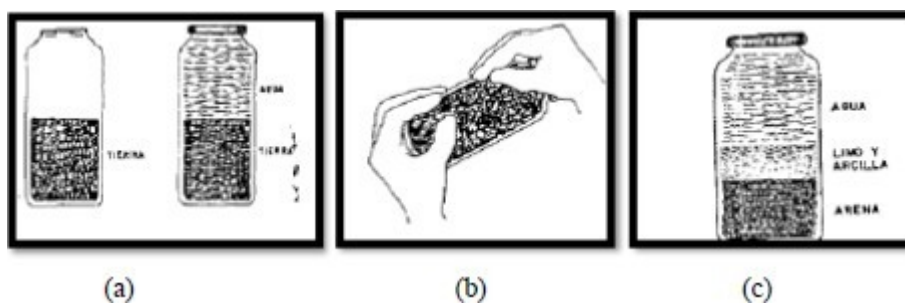 TIERRA
AGUA
TIERRA
AGUA
LIMO Y
ARCILLA
ARENA
(a)
(b)
(c)